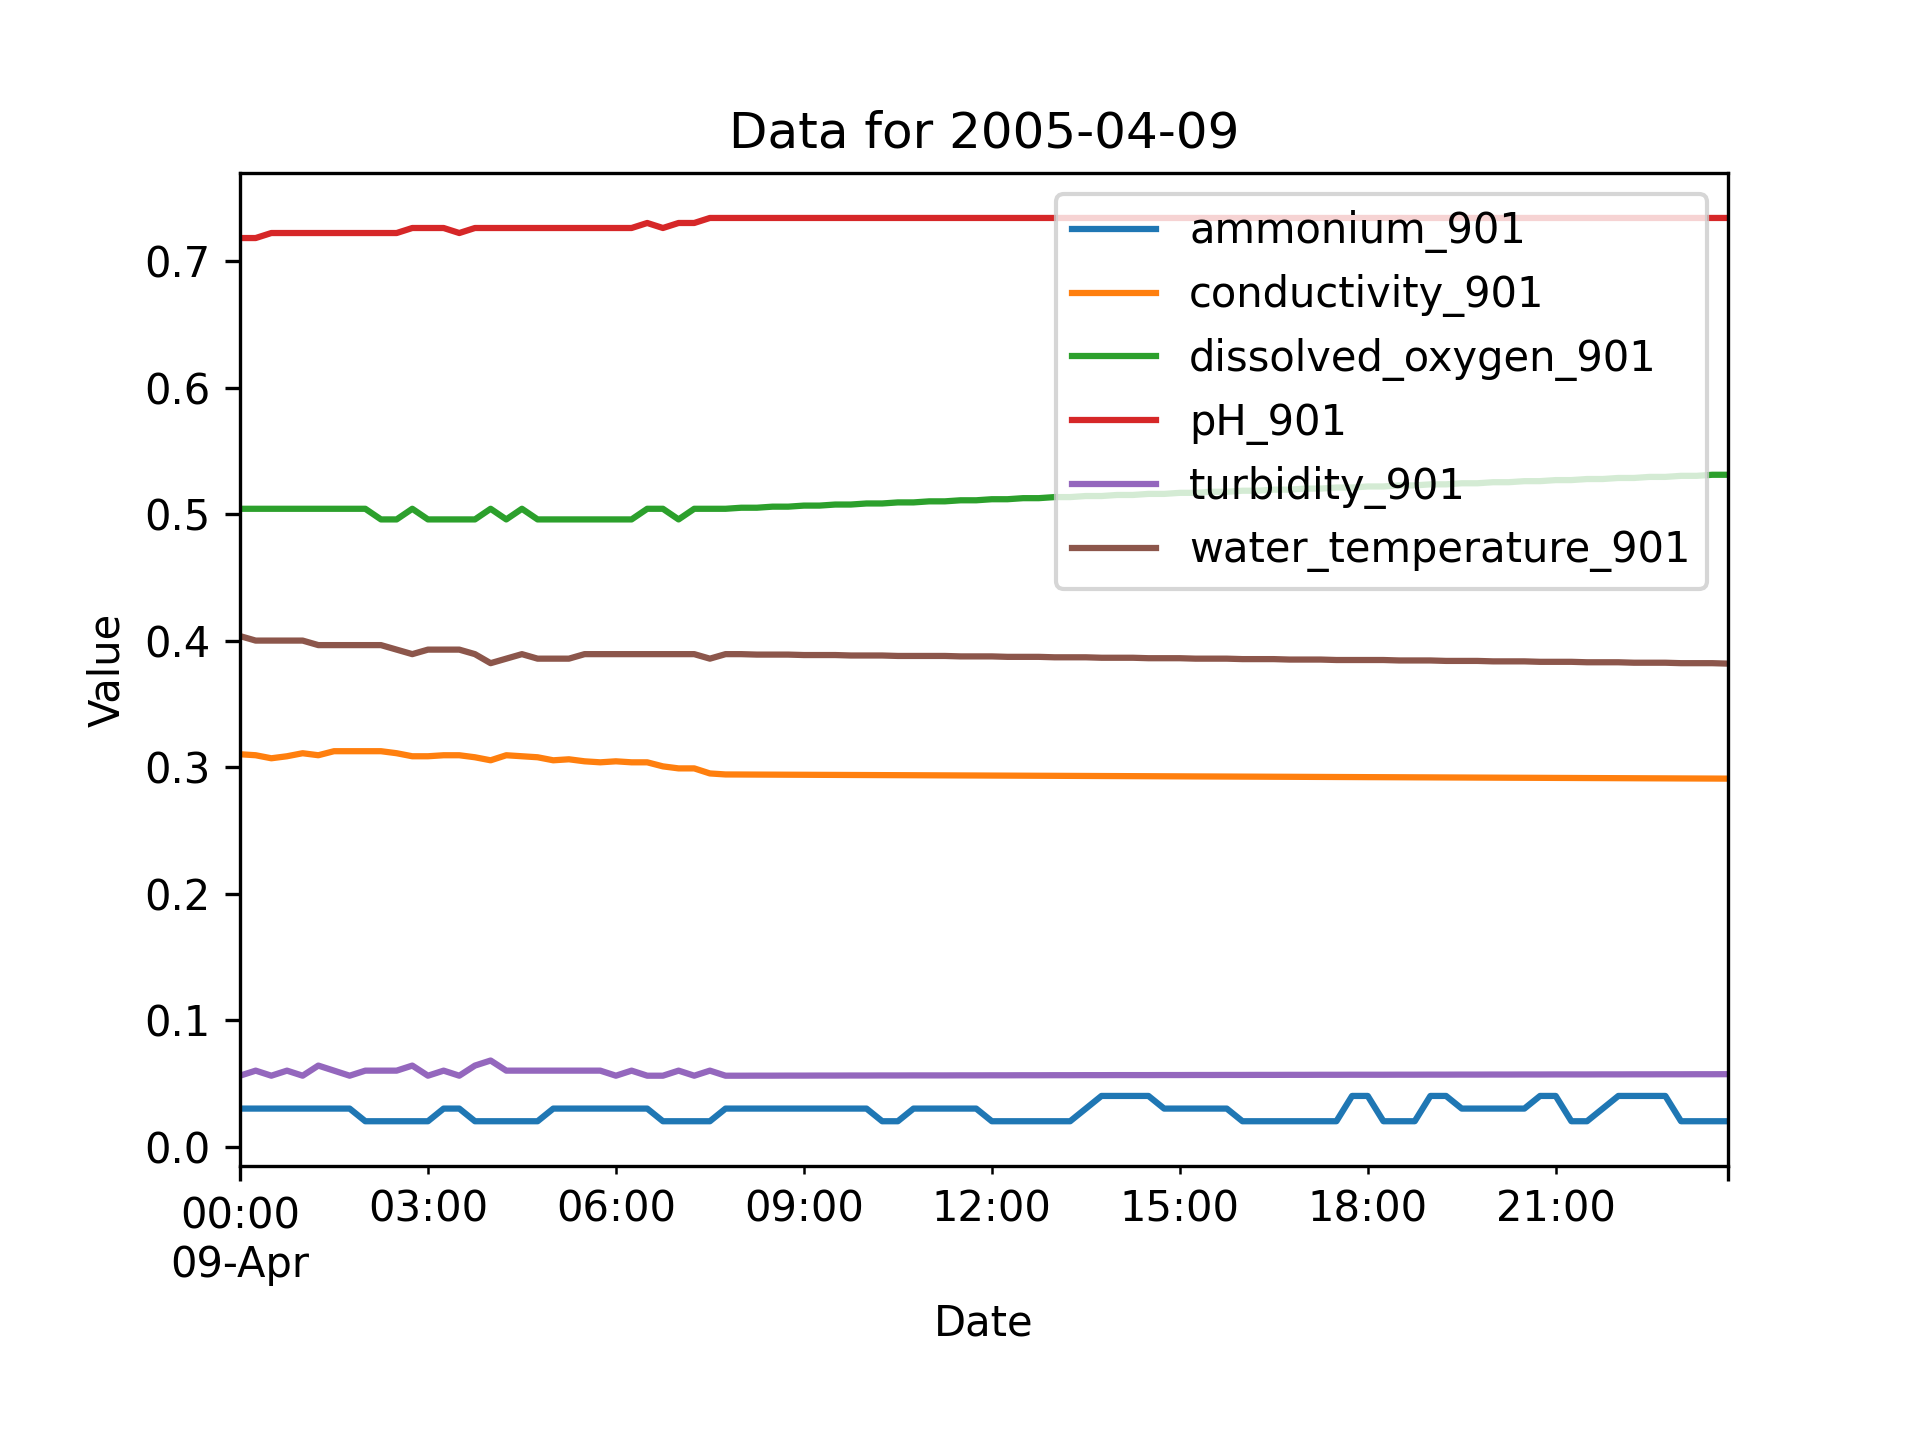 Data for 2005-04-09
ammonium_901
conductivity_901
dissolved_oxygen_901
pH_901
turbidity_901
water_temperature_901
Value
0.7
0.6
0.5
0.4
0.3
0.2
0.1
0.0
00:00 03:00 06:00 09:00 12:00 15:00 18:00 21:00
09-Apr
Date